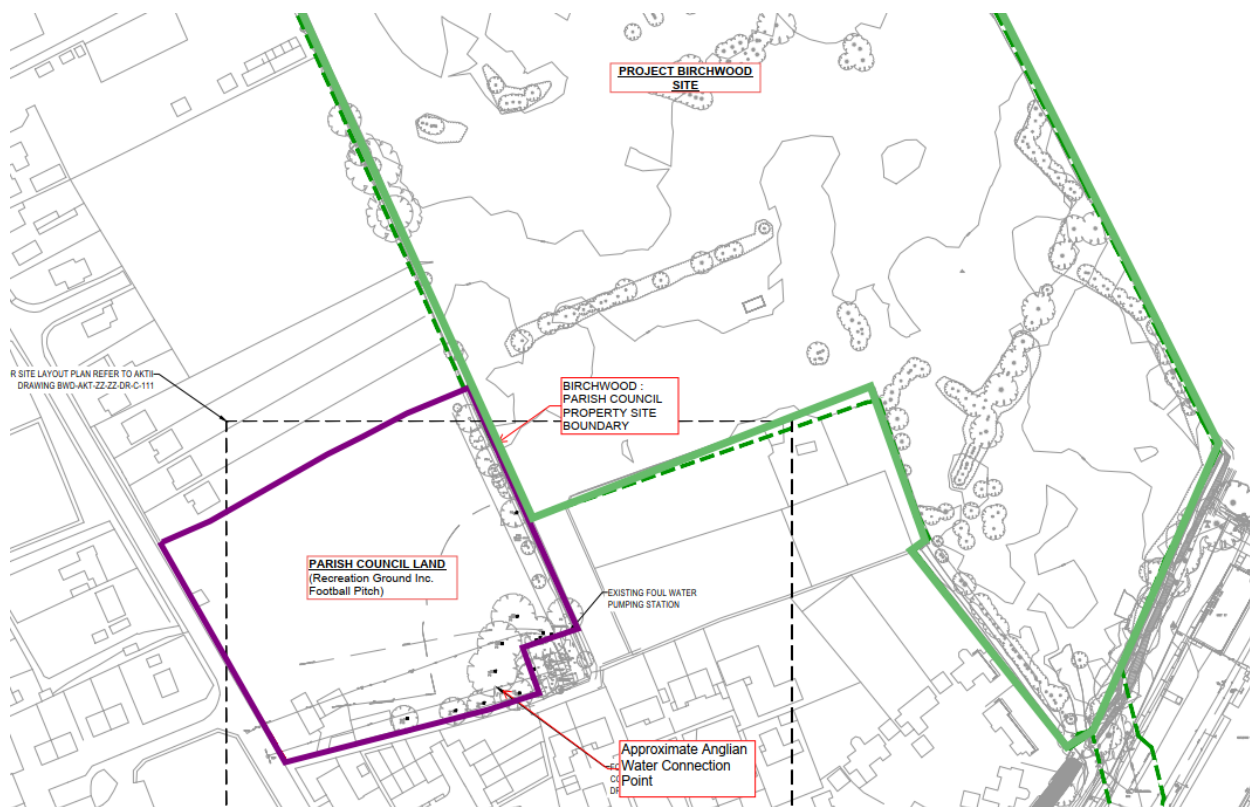 PROJECT BIRCHWOOD
SITE
R SITE LAYOUT PLAN REFER TO AKTII
DRAWING BWD-AKT-ZZ-ZZ-DR-C-111
BIRCHWOOD :
PARISH COUNCIL
PROPERTY SITE
BOUNDARY
PARISH COUNCIL LAND
(Recreation Ground Inc.
Football Pitch)
EXISTING FOUL WATER
PUMPING STATION
Approximate Anglian
Water Connection
Point